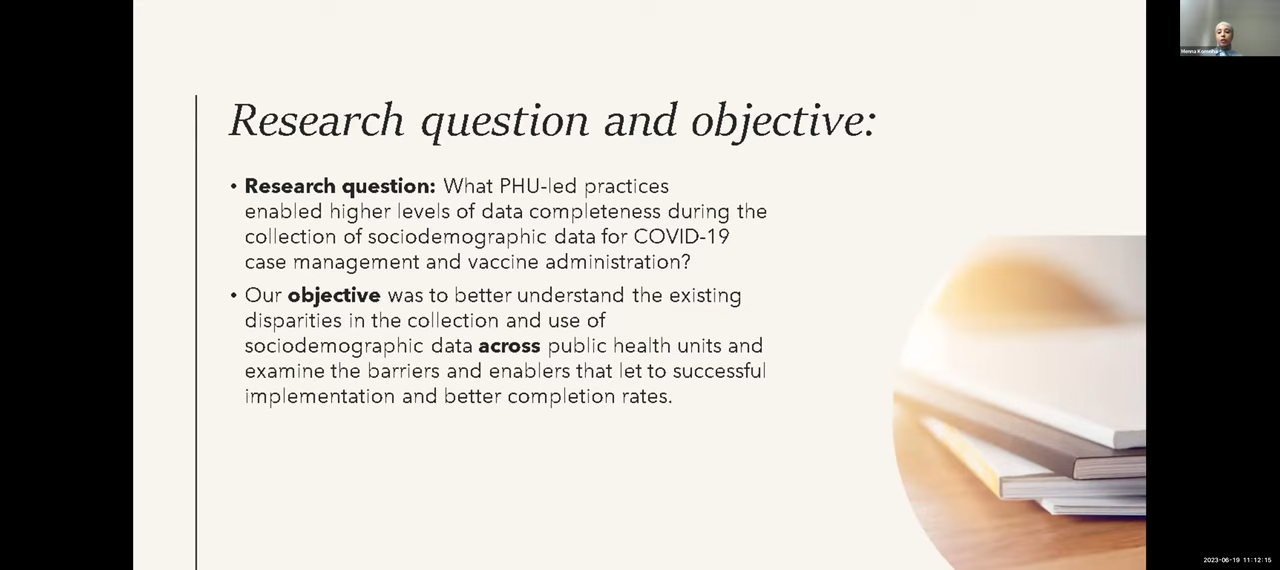 Research question and objective:
• Research question: What PHU-led practices
enabled higher levels of data completeness during the
collection of sociodemographic data for COVID-19
case management and vaccine administration?
• Our objective was to better understand the existing
disparities in the collection and use of
sociodemographic data across public health units and
examine the barriers and enablers that let to successful
implementation and better completion rates.
Menna
2023-06-19 11:12:15